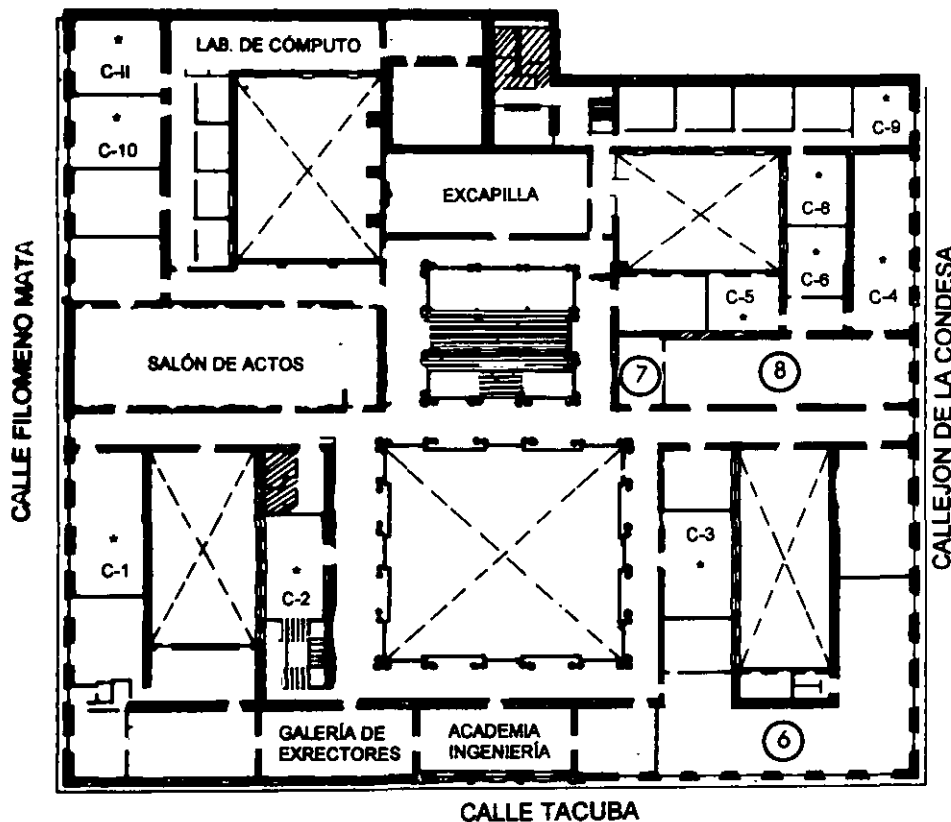 LAB. DE CÓMPUTO
C-11
C-10
C-9
EXCAPILLA
C-8
C-6
C-5
C-4
SALÓN DE ACTOS
7
8
C-1
C-2
C-3
GALERÍA DE
EXRECTORES
ACADEMIA
INGENIERÍA
6
CALLE FILOMENO MATA
CALLEJON DE LA CONDESA
CALLE TACUBA